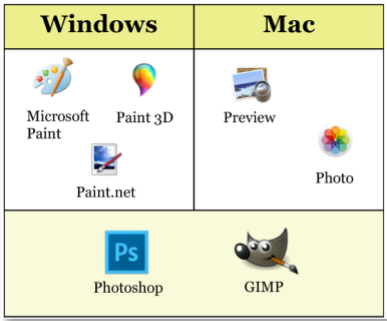 Windows
Mac
Microsoft
Paint
Paint 3D
Preview
Paint.net
Photo
Ps
Photoshop
GIMP